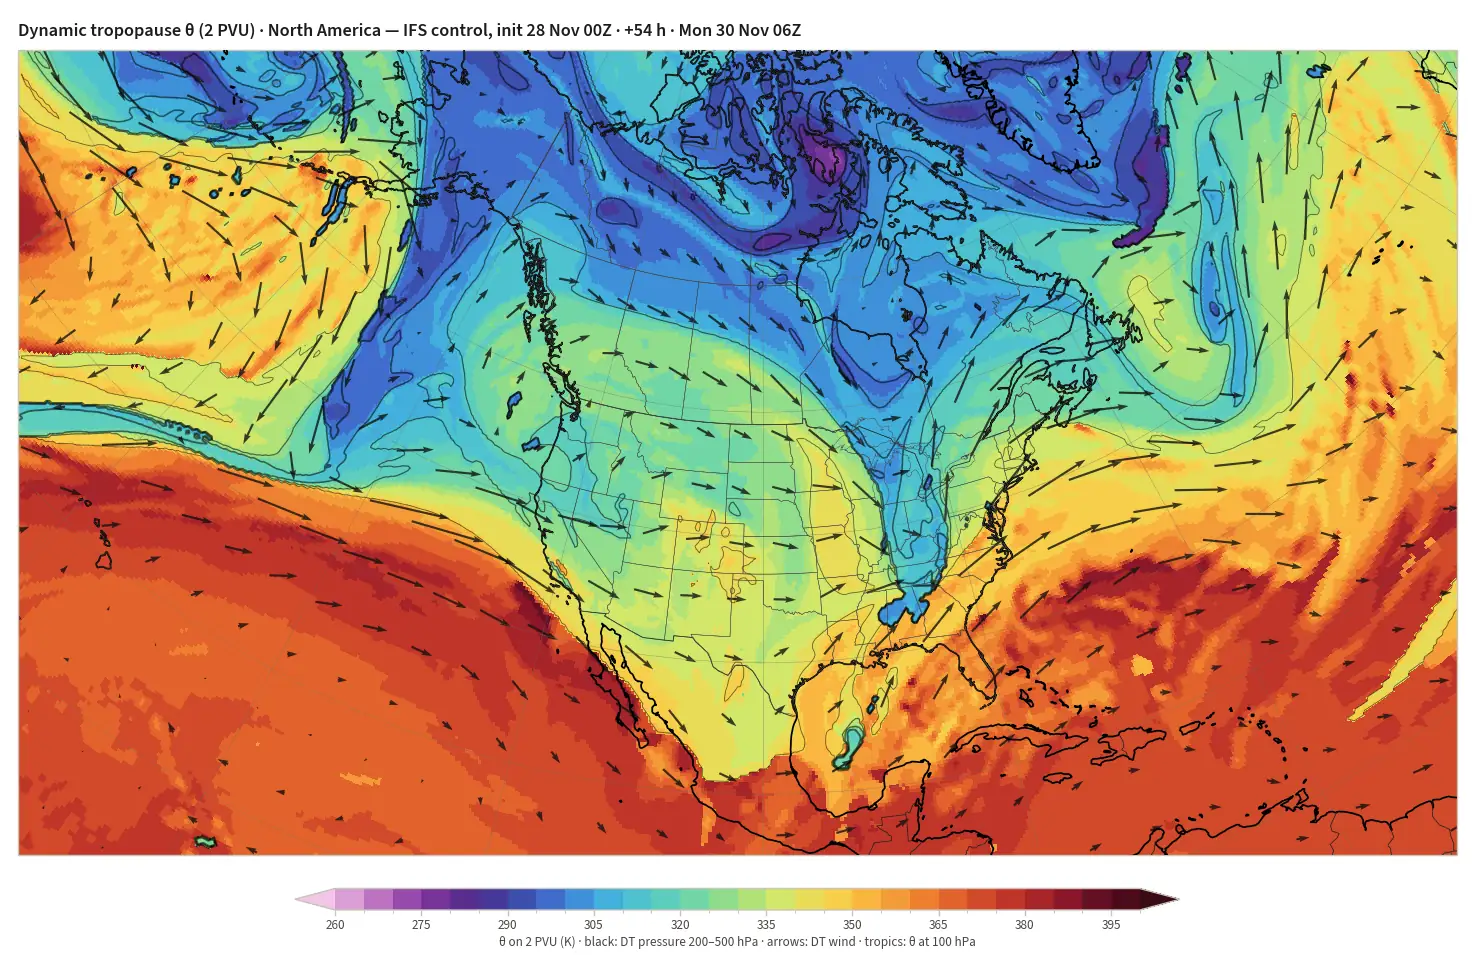 Dynamic tropopause θ (2 PVU) · North America — IFS control, init 28 Nov 00Z · +54 h · Mon 30 Nov 06Z
260 275 290 305 320 335 350 365 380 395
θ on 2 PVU (K) · black: DT pressure 200–500 hPa · arrows: DT wind · tropics: θ at 100 hPa